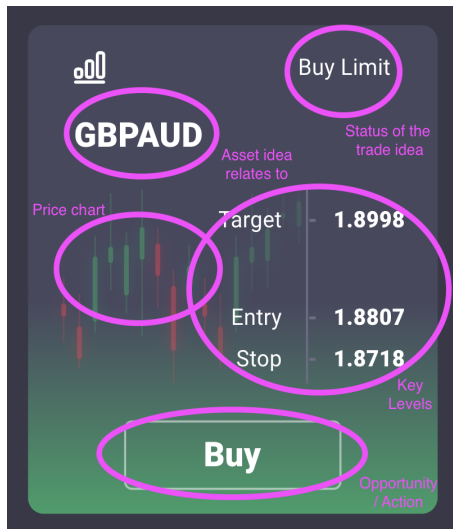 Buy Limit
GBPAUD
Status of the
trade idea
Asset idea
relates to
Price chart
Target 1.8998
Entry 1.8807
Stop 1.8718
Key
Levels
Buy
Opportunity
/ Action